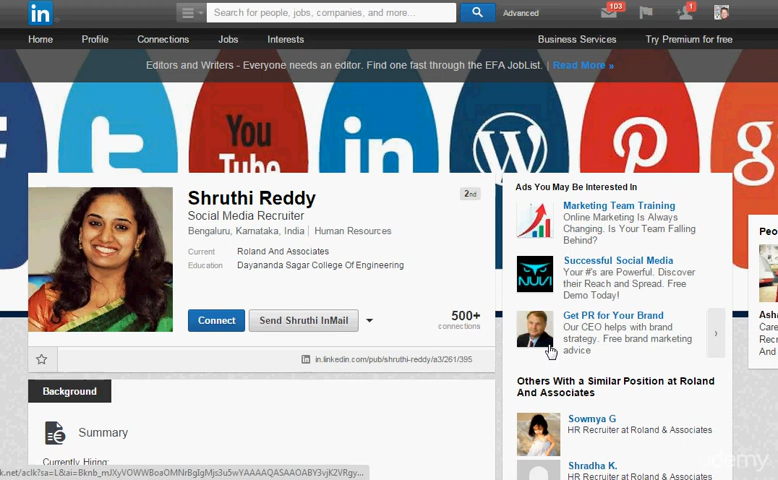 in
Search for people, jobs, companies, and more...
Advanced
103
1
Home Profile Connections Jobs Interests Business Services Try Premium for free
Editors and Writers - Everyone needs an editor. Find one fast through the EFA JobList. | Read More »
f
t
You
Tube
in
W
g
Shruthi Reddy
2nd
Social Media Recruiter
Bengaluru, Karnataka, India | Human Resources
Current Roland And Associates
Education Dayananda Sagar College Of Engineering
Connect
Send Shruthi InMail
500+
connections
in.linkedin.com/pub/shruthi-reddy/a3/261/395
Background
Summary
Currently Hiring:
Ads You May Be Interested In
Marketing Team Training
Online Marketing Is Always
Changing. Is Your Team Falling
Behind?
NUVI
Successful Social Media
Your #'s are Powerful. Discover
their Reach and Spread. Free
Demo Today!
Get PR for Your Brand
Our CEO helps with brand
strategy. Free brand marketing
advice
Others With a Similar Position at Roland
And Associates
Sowmya G
HR Recruiter at Roland & Associates
Shradha K.
HR Recruiter at Roland & Associates
Peo
Asha
Care
Recr
And
udemy